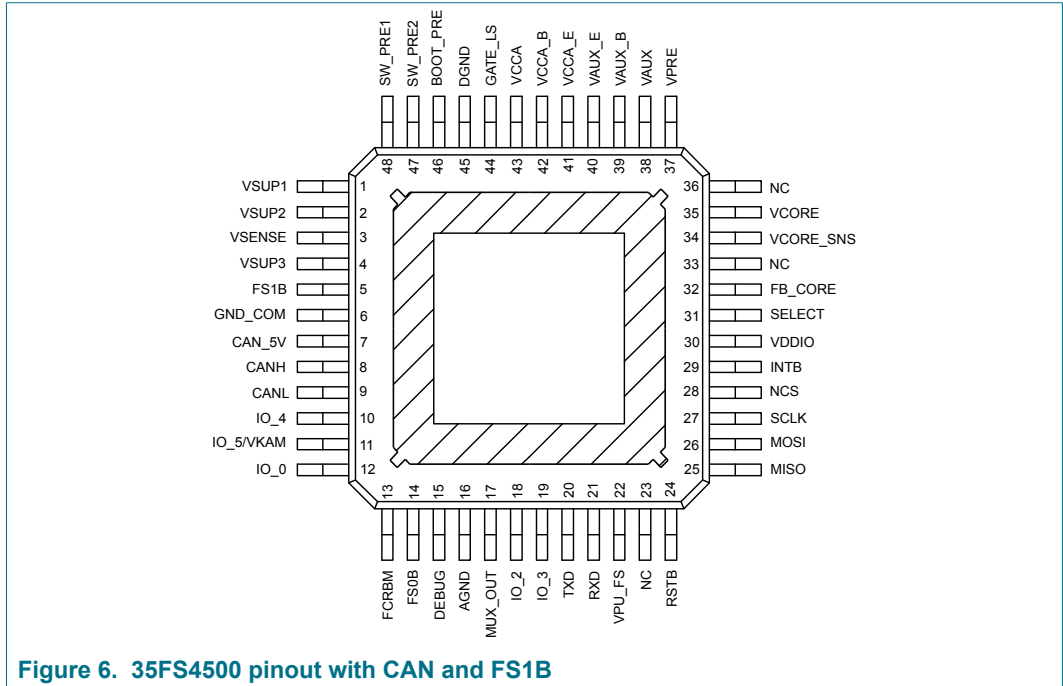 SW_PRE1
SW_PRE2
BOOT_PRE
DGND
GATE_LS
VCCA
VCCA_B
VCCA_E
VAUX_E
VAUX_B
VAUX
VPRE
48
47
46
45
44
43
42
41
40
39
38
37
VSUP1 1
VSUP2 2
VSENSE 3
VSUP3 4
FS1B 5
GND_COM 6
CAN_5V 7
CANH 8
CANL 9
IO_4 10
IO_5/VKAM 11
IO_0 12
36 NC
35 VCORE
34 VCORE_SNS
33 NC
32 FB_CORE
31 SELECT
30 VDDIO
29 INTB
28 NCS
27 SCLK
26 MOSI
25 MISO
13
14
15
16
17
18
19
20
21
22
23
24
FCRBM
FS0B
DEBUG
AGND
MUX_OUT
IO_2
IO_3
TXD
RXD
VPU_FS
NC
RSTB
Figure 6. 35FS4500 pinout with CAN and FS1B